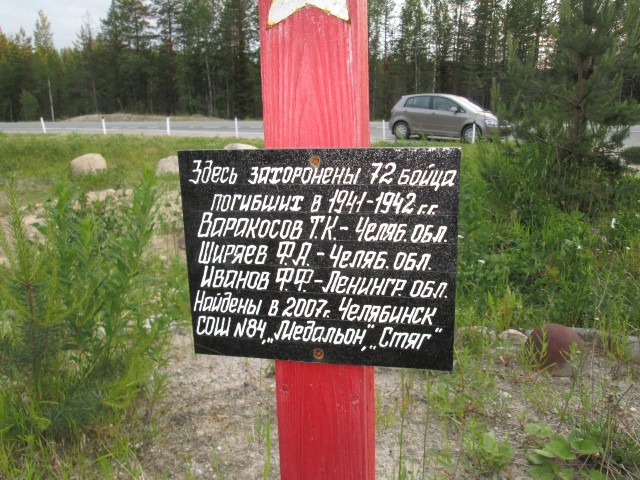 Здесь захоронены 72 бойца
погибших в 1941-1942 г.г.
Варакосов Т.К - Челяб. обл.
Ширяев Ф.А - Челяб. обл.
Иванов Ф.Ф - Ленингр обл.
Найдены в 2007г. Челябинск
СОШ N84, „Медальон", „Стяг"